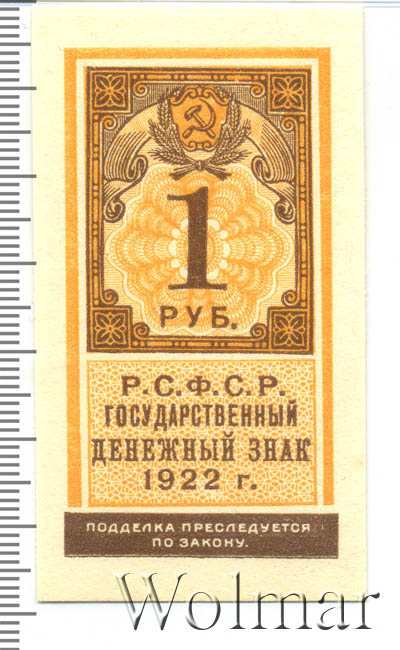 1
РУБ.
Р.С.Ф.С.Р.
ГОСУДАРСТВЕННЫЙ
ДЕНЕЖНЫЙ ЗНАК
1922 г.
ПОДДЕЛКА ПРЕСЛЕДУЕТСЯ
ПО ЗАКОНУ.
Wolmar